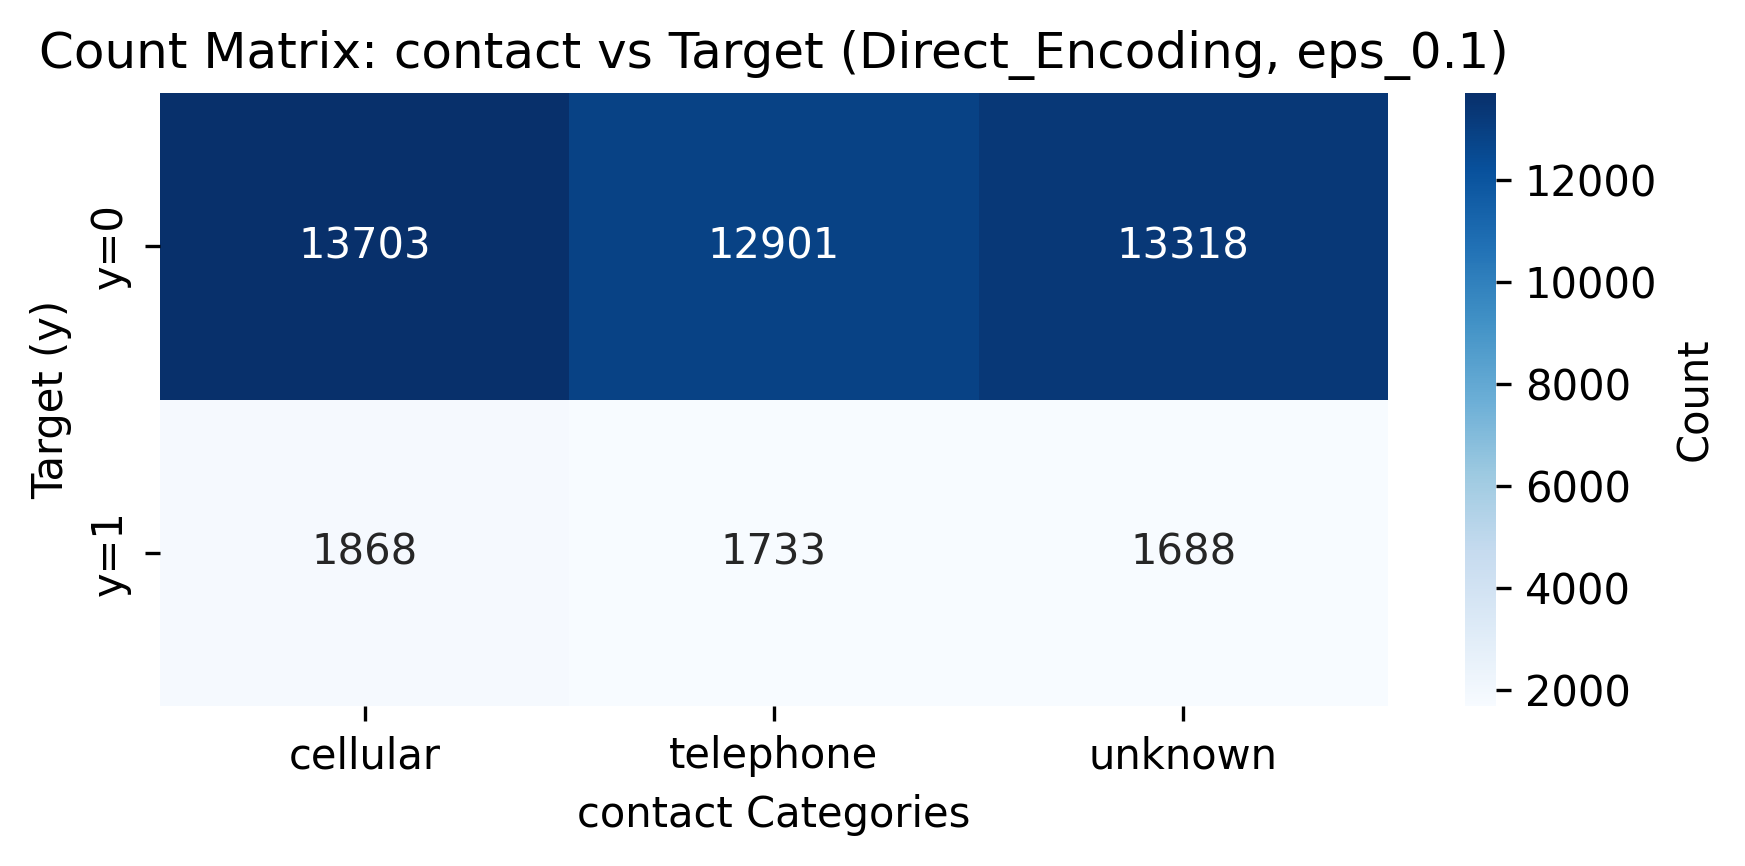 Count Matrix: contact vs Target (Direct_Encoding, eps_0.1)
Target (y)
y=0
y=1
13703 12901 13318
1868 1733 1688
cellular telephone unknown
contact Categories
12000
10000
8000
6000
4000
2000
Count